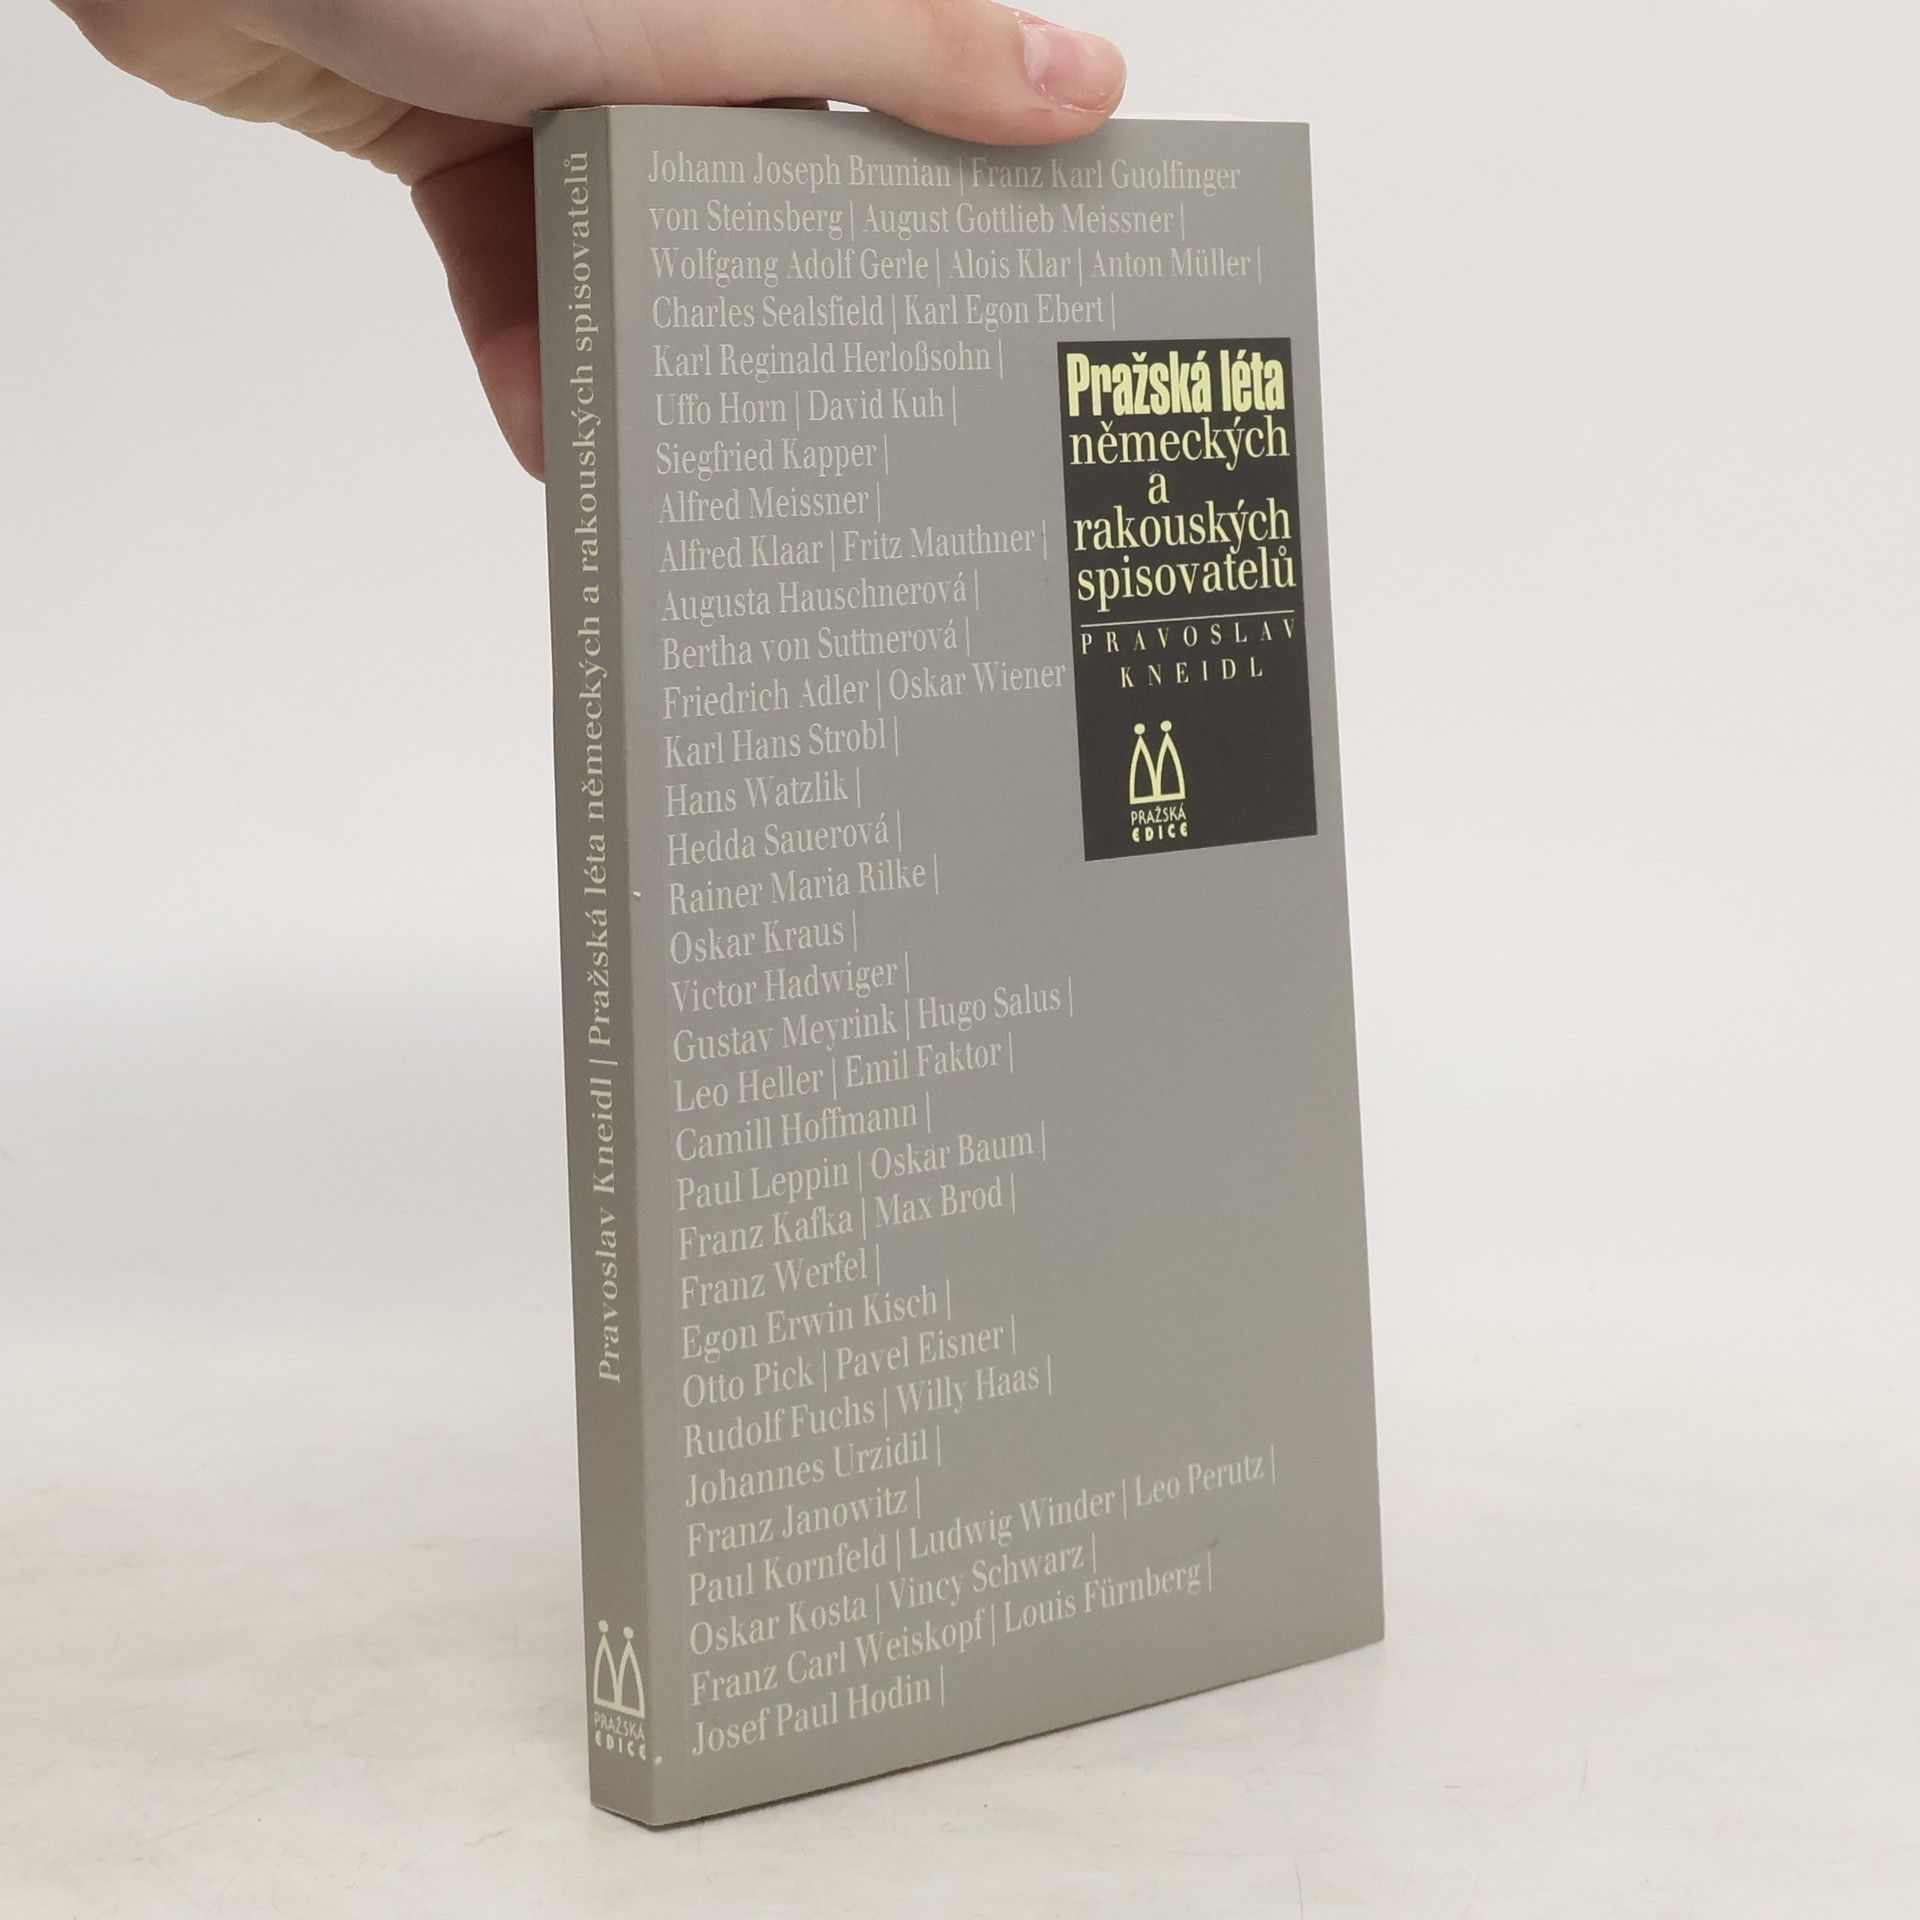 Johann Joseph Brunian | Franz Karl Guolfinger
von Steinsberg | August Gottlieb Meissner |
Wolfgang Adolf Gerle | Alois Klar | Anton Müller |
Charles Sealsfield | Karl Egon Ebert |
Karl Reginald Herloßsohn |
Uffo Horn | David Kuh |
Siegfried Kapper |
Alfred Meissner |
Alfred Klaar | Fritz Mauthner |
Augusta Hauschnerová |
Bertha von Suttnerová |
Friedrich Adler | Oskar Wiener
Karl Hans Strobl |
Hans Watzlik |
Hedda Sauerová |
Rainer Maria Rilke |
Oskar Kraus |
Victor Hadwiger |
Gustav Meyrink | Hugo Salus |
Leo Heller | Emil Faktor |
Camill Hoffmann |
Paul Leppin | Oskar Baum |
Franz Kafka | Max Brod |
Franz Werfel |
Egon Erwin Kisch |
Otto Pick | Pavel Eisner |
Rudolf Fuchs | Willy Haas |
Johannes Urzidil |
Franz Janowitz |
Paul Kornfeld | Ludwig Winder | Leo Perutz |
Oskar Kosta | Vincy Schwarz |
Franz Carl Weiskopf | Louis Fürnberg |
Josef Paul Hodin |
Pražská léta
německých
a
rakouských
spisovatelů
PRAVOSLAV
KNEIDL
PRAŽSKÁ
EDICE
Pravoslav Kneidl | Pražská léta německých a rakouských spisovatelů
PRAŽSKÁ
EDICE